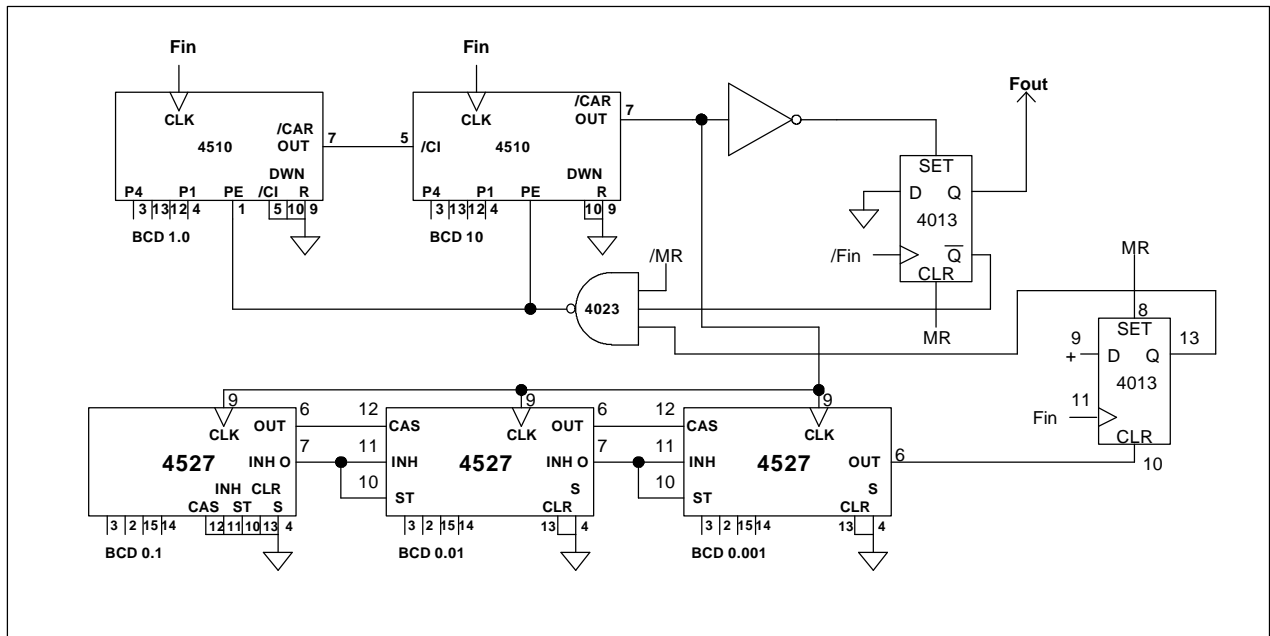 Fin
Fin
Fout
CLK
/CAR
OUT
7
4510
DWN
P4
P1
PE
/CI
R
3
13
12
4
1
5
10
9
BCD 1.0
5
/CI
CLK
/CAR
OUT
7
4510
DWN
P4
P1
PE
R
3
13
12
4
10
9
BCD 10
SET
D
Q
4013
/Fin
Q
CLR
MR
/MR
4023
MR
8
SET
9
+
D
Q
13
4013
11
Fin
CLR
10
9
CLK
OUT
6
4527
INH O
7
INH
CLR
CAS
ST
S
3
2
15
14
12
11
10
13
4
BCD 0.1
12
CAS
11
INH
10
ST
9
CLK
OUT
6
4527
INH O
7
S
CLR
3
2
15
14
13
4
BCD 0.01
12
CAS
11
INH
10
ST
9
CLK
4527
OUT
6
S
CLR
3
2
15
14
13
4
BCD 0.001